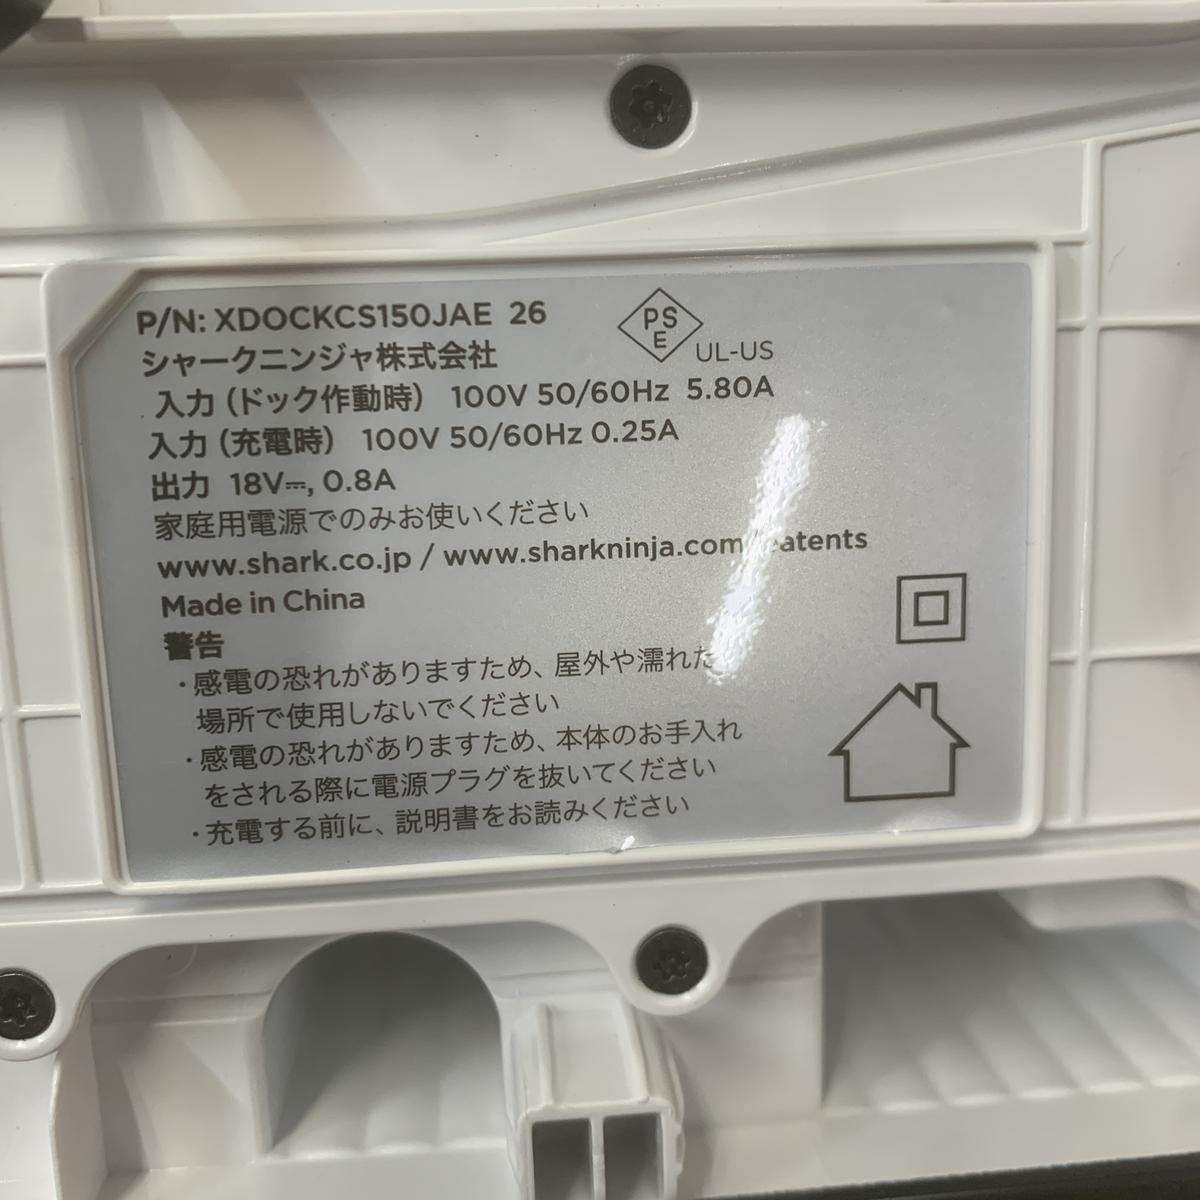 P/N: XDOCKCS150JAE 26
PSE
UL-US
シャークニンジャ株式会社
入力（ドック作動時） 100V 50/60Hz 5.80A
入力（充電時） 100V 50/60Hz 0.25A
出力 18V⎓, 0.8A
家庭用電源でのみお使いください
www.shark.co.jp / www.sharkninja.com/patents
Made in China
警告
・感電の恐れがありますため、屋外や濡れた
場所で使用しないでください
・感電の恐れがありますため、本体のお手入れ
をされる際に電源プラグを抜いてください
・充電する前に、説明書をお読みください